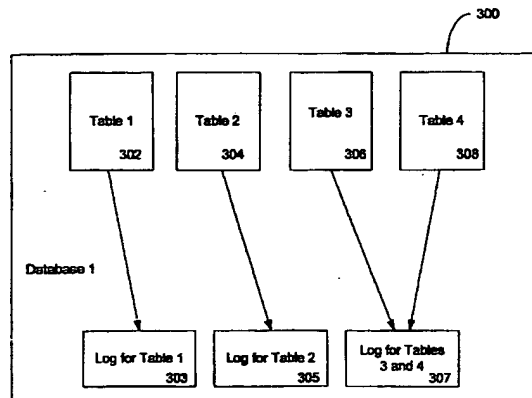 300
Table 1
302
Table 2
304
Table 3
306
Table 4
308
Database 1
Log for Table 1
303
Log for Table 2
305
Log for Tables
3 and 4
307